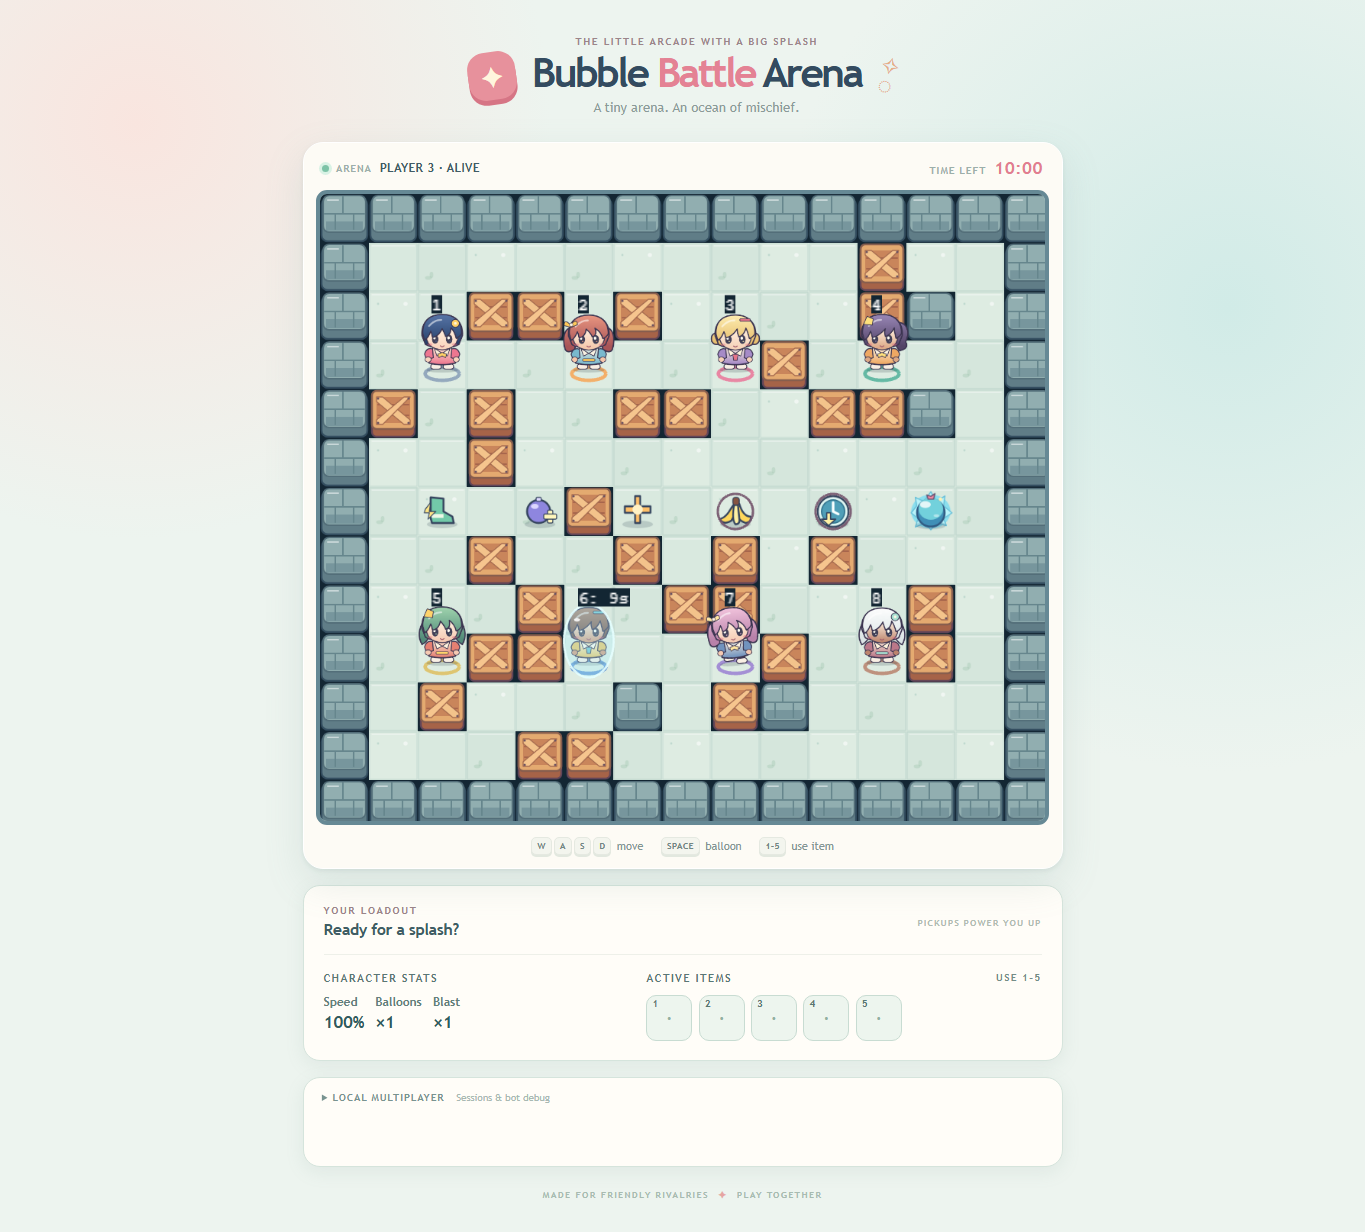 THE LITTLE ARCADE WITH A BIG SPLASH
Bubble Battle Arena
A tiny arena. An ocean of mischief.
ARENA PLAYER 3 · ALIVE
TIME LEFT 10:00
1
2
3
4
5
6: 9s
7
8
W A S D move SPACE balloon 1-5 use item
YOUR LOADOUT
Ready for a splash?
PICKUPS POWER YOU UP
CHARACTER STATS
Speed Balloons Blast
100% ×1 ×1
ACTIVE ITEMS
USE 1-5
1 2 3 4 5
LOCAL MULTIPLAYER Sessions & bot debug
MADE FOR FRIENDLY RIVALRIES ✦ PLAY TOGETHER